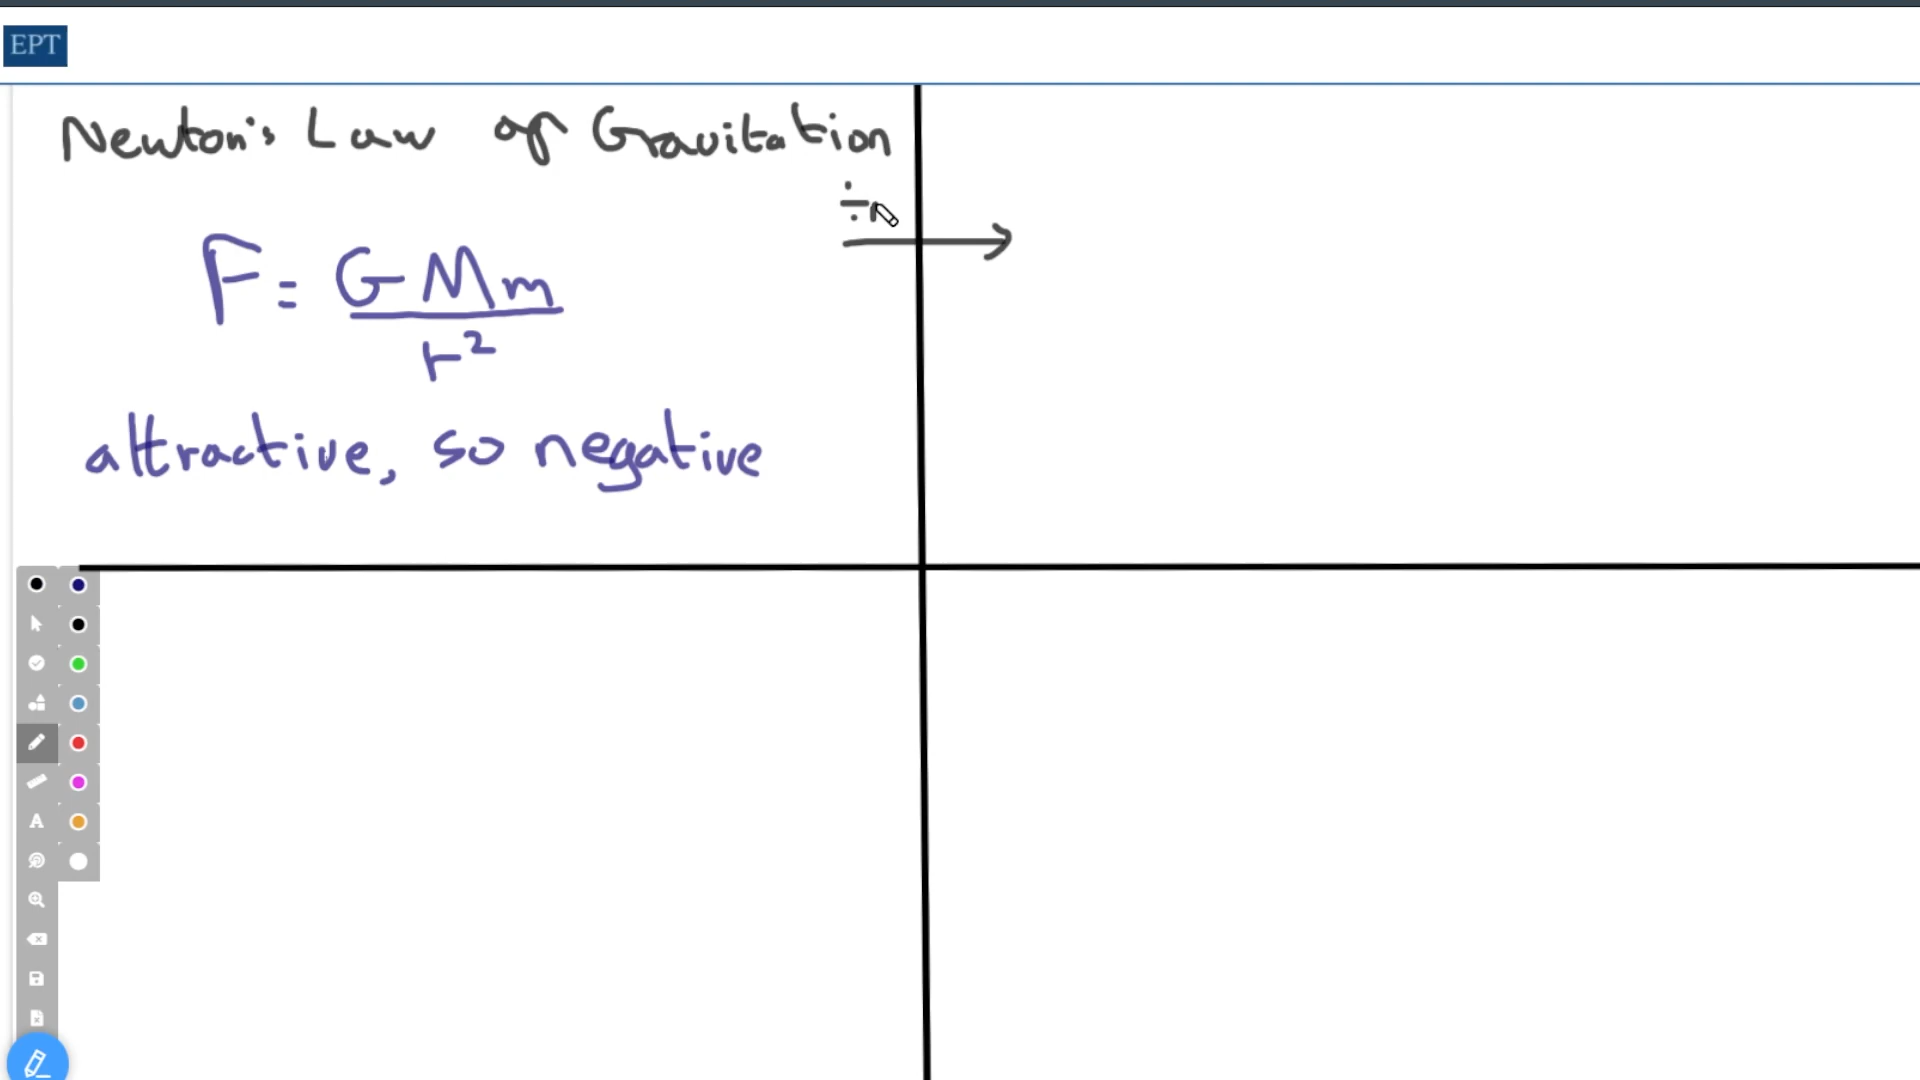 EPT
Newton's Law of Gravitation
÷
F = GMm
r²
attractive, so negative
A